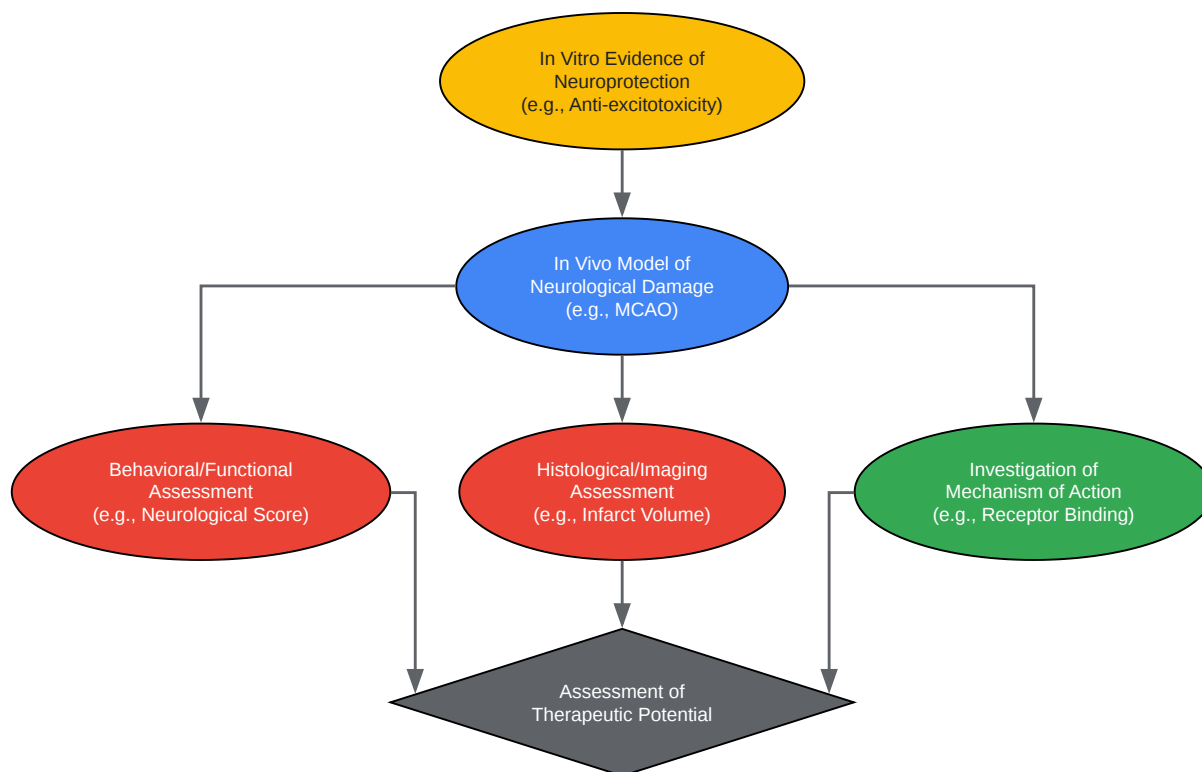 In Vitro Evidence of
Neuroprotection
(e.g., Anti-excitotoxicity)
In Vivo Model of
Neurological Damage
(e.g., MCAO)
Behavioral/Functional
Assessment
(e.g., Neurological Score)
Histological/Imaging
Assessment
(e.g., Infarct Volume)
Investigation of
Mechanism of Action
(e.g., Receptor Binding)
Assessment of
Therapeutic Potential